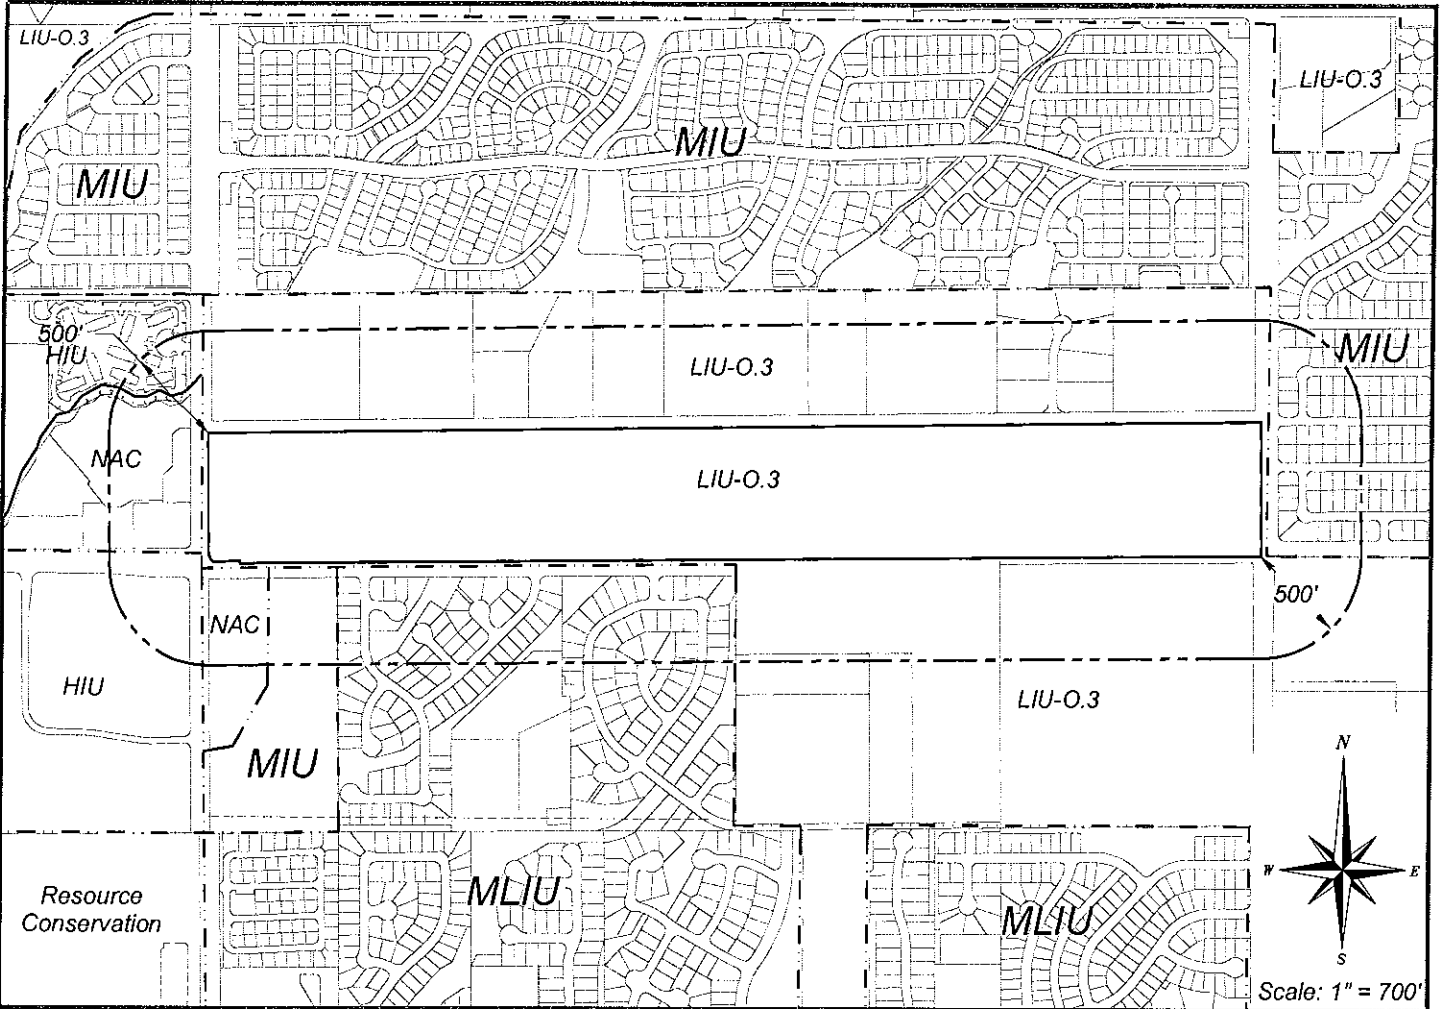 LIU-O.3
LIU-O.3
MIU
MIU
500'
HIU
MIU
LIU-O.3
NAC
LIU-O.3
500'
NAC
HIU
LIU-O.3
MIU
N
W
E
S
Resource
Conservation
MLIU
MLIU
Scale: 1" = 700'